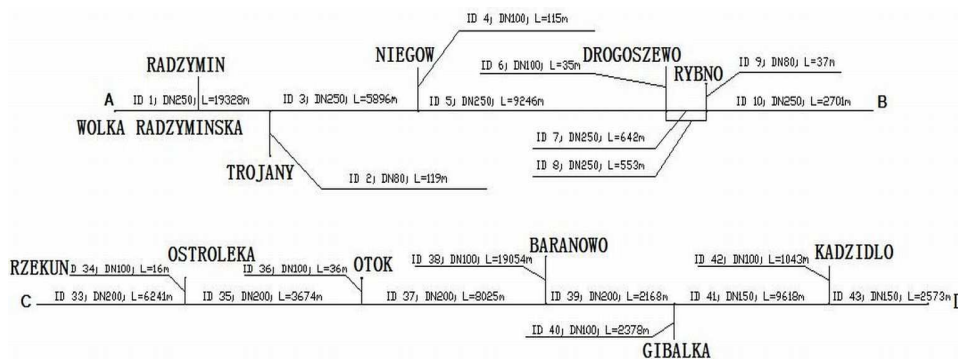 ID 4; DN100; L=115m
NIEGOW
DROGOSZEWO
RADZYMIN
ID 6; DN100; L=35m
RYBNO
ID 9; DN80; L=37m
A
ID 1; DN250; L=19328m
ID 3; DN250; L=5896m
ID 5; DN250; L=9246m
ID 10; DN250; L=2701m
B
WOLKA RADZYMINSKA
ID 7; DN250; L=642m
ID 8; DN250; L=553m
TROJANY
ID 2; DN80; L=119m
BARANOWO
OSTROLEKA
KADZIDLO
RZEKUN
D 34; DN100; L=16m
ID 36; DN100; L=36m
OTOK
ID 38; DN100; L=19054m
ID 42; DN100; L=1043m
C
ID 33; DN200; L=6241m
ID 35; DN200; L=3674m
ID 37; DN200; L=8025m
ID 39; DN200; L=2168m
ID 41; DN150; L=9618m
ID 43; DN150; L=2573m
ID 40; DN100; L=2378m
GIBALKA